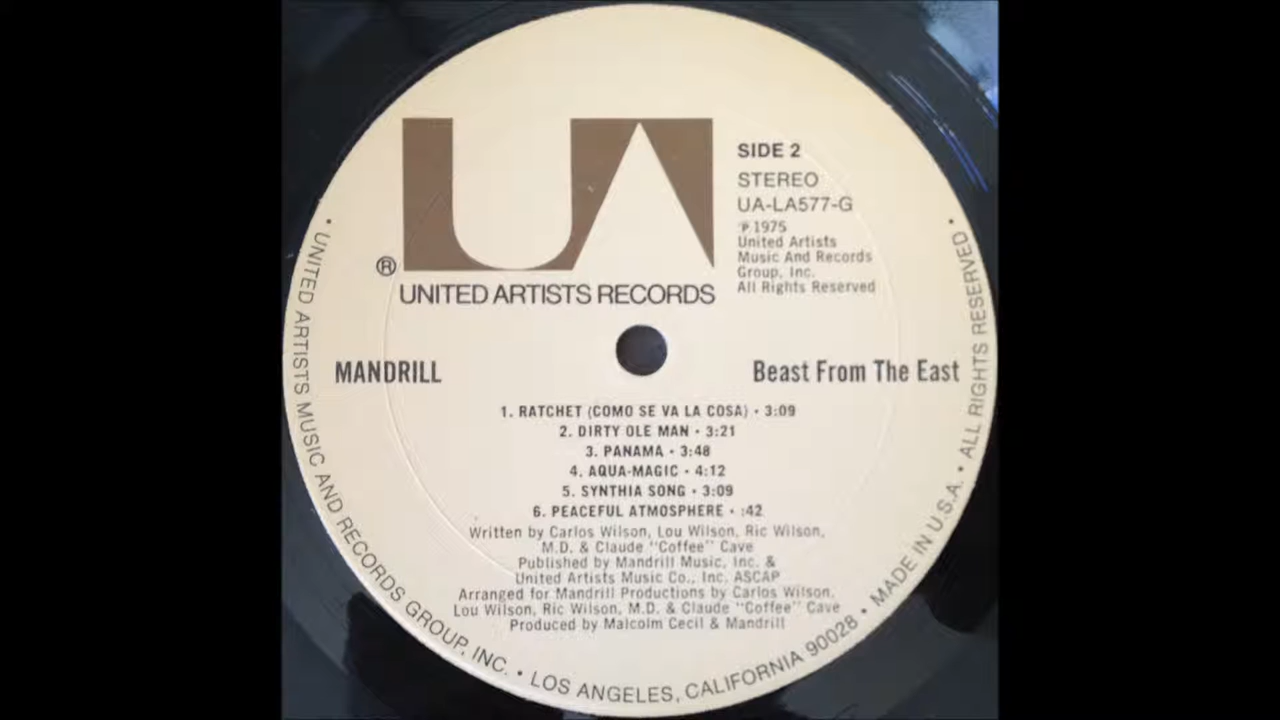 UA
®
UNITED ARTISTS RECORDS
SIDE 2
STEREO
UA-LA577-G
℗ 1975
United Artists
Music And Records
Group, Inc.
All Rights Reserved
MANDRILL
Beast From The East
1. RATCHET (COMO SE VA LA COSA) • 3:09
2. DIRTY OLE MAN • 3:21
3. PANAMA • 3:48
4. AQUA-MAGIC • 4:12
5. SYNTHIA SONG • 3:09
6. PEACEFUL ATMOSPHERE • :42
Written by Carlos Wilson, Lou Wilson, Ric Wilson,
M.D. & Claude "Coffee" Cave
Published by Mandrill Music, Inc. &
United Artists Music Co., Inc. ASCAP
Arranged for Mandrill Productions by Carlos Wilson,
Lou Wilson, Ric Wilson, M.D. & Claude "Coffee" Cave
Produced by Malcolm Cecil & Mandrill
• UNITED ARTISTS MUSIC AND RECORDS GROUP, INC. • LOS ANGELES, CALIFORNIA 90028 • MADE IN U.S.A. • ALL RIGHTS RESERVED •